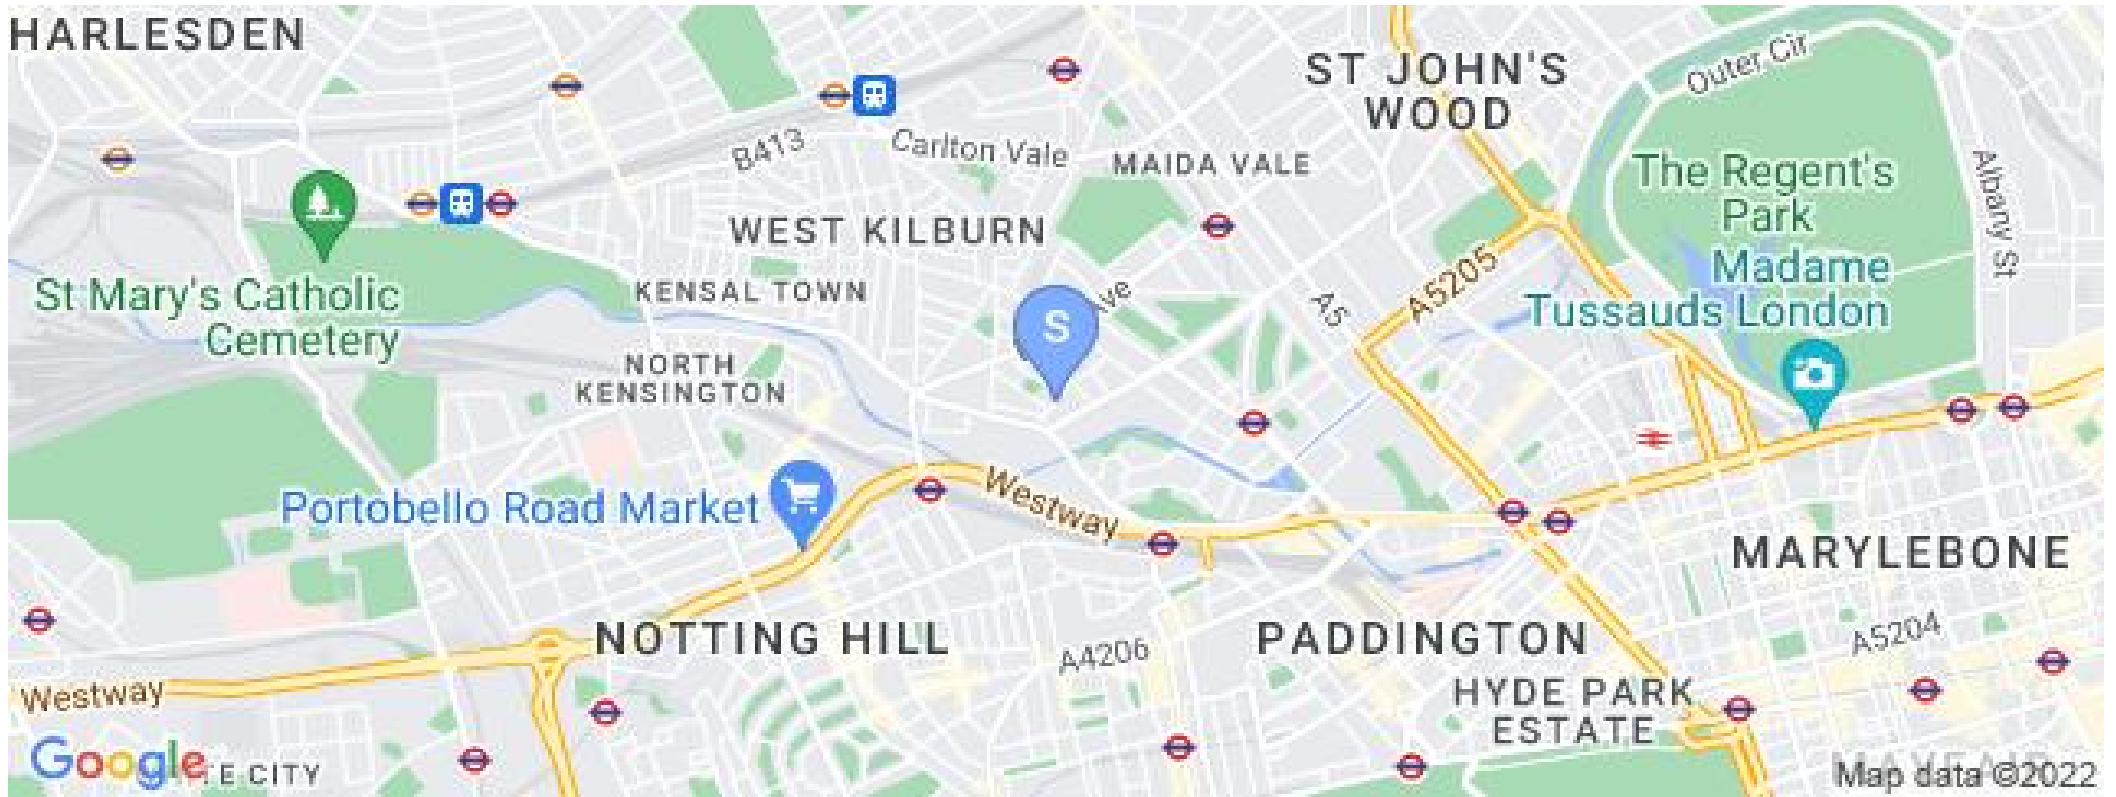 HARLESDEN
ST JOHN'S
WOOD
Outer Cir
B413
Carlton Vale
MAIDA VALE
Albany St
The Regent's
Park
WEST KILBURN
St Mary's Catholic
Cemetery
KENSAL TOWN
Ave
S
A5
A5205
Madame
Tussauds London
NORTH
KENSINGTON
Portobello Road Market
Westway
MARYLEBONE
NOTTING HILL
A4206
PADDINGTON
A5204
Westway
HYDE PARK
ESTATE
Google
TE CITY
Map data ©2022